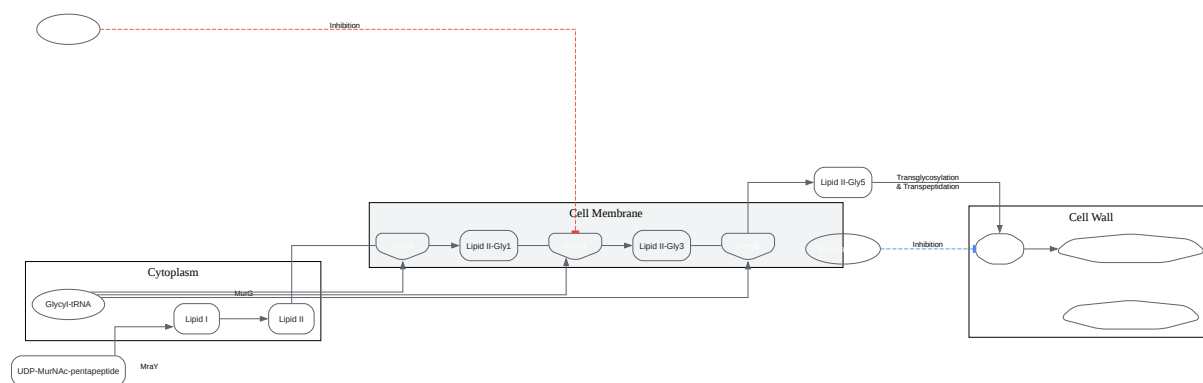 Inhibition
Lipid II-Gly5
Transglycosylation
& Transpeptidation
Cell Membrane
Cell Wall
Lipid II-Gly1
Lipid II-Gly3
Inhibition
Cytoplasm
MurG
Glycyl-tRNA
Lipid I
Lipid II
MraY
UDP-MurNAc-pentapeptide